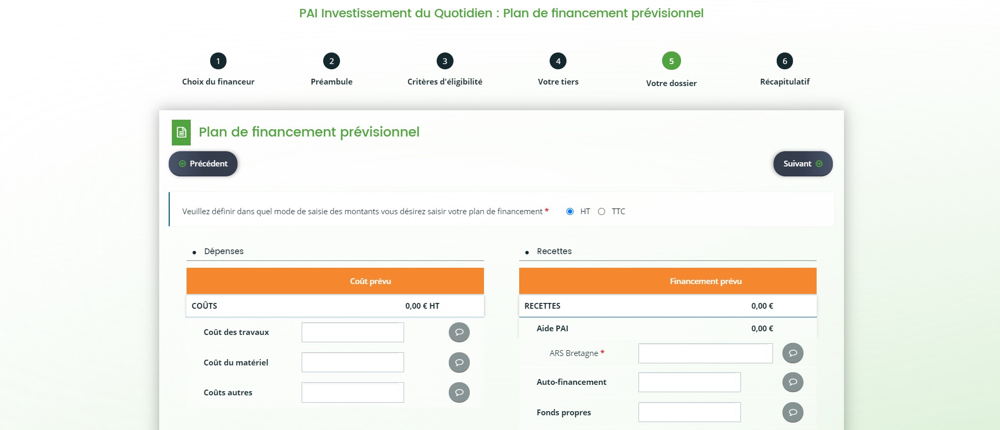 PAI Investissement du Quotidien : Plan de financement prévisionnel
1 2 3 4 5 6
Choix du financeur Préambule Critères d'éligibilité Votre tiers Votre dossier Récapitulatif
Plan de financement prévisionnel
Précédent Suivant
Veuillez définir dans quel mode de saisie des montants vous désirez saisir votre plan de financement * HT TTC
Dépenses
Coût prévu
COÛTS 0,00 € HT
Coût des travaux
Coût du matériel
Coûts autres
Recettes
Financement prévu
RECETTES 0,00 €
Aide PAI 0,00 €
ARS Bretagne *
Auto-financement
Fonds propres